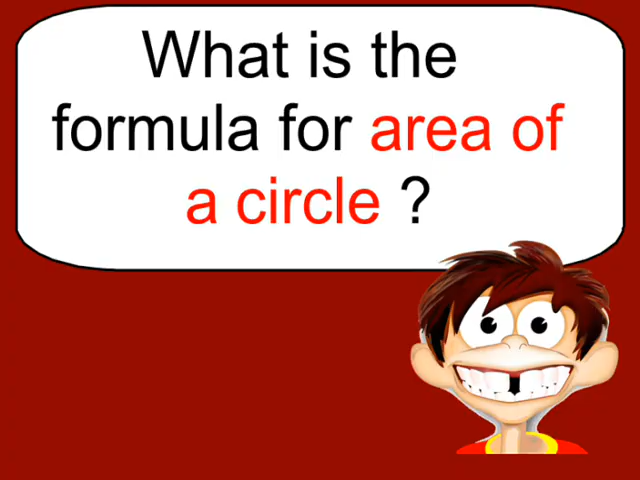 What is the
formula for area of
a circle ?